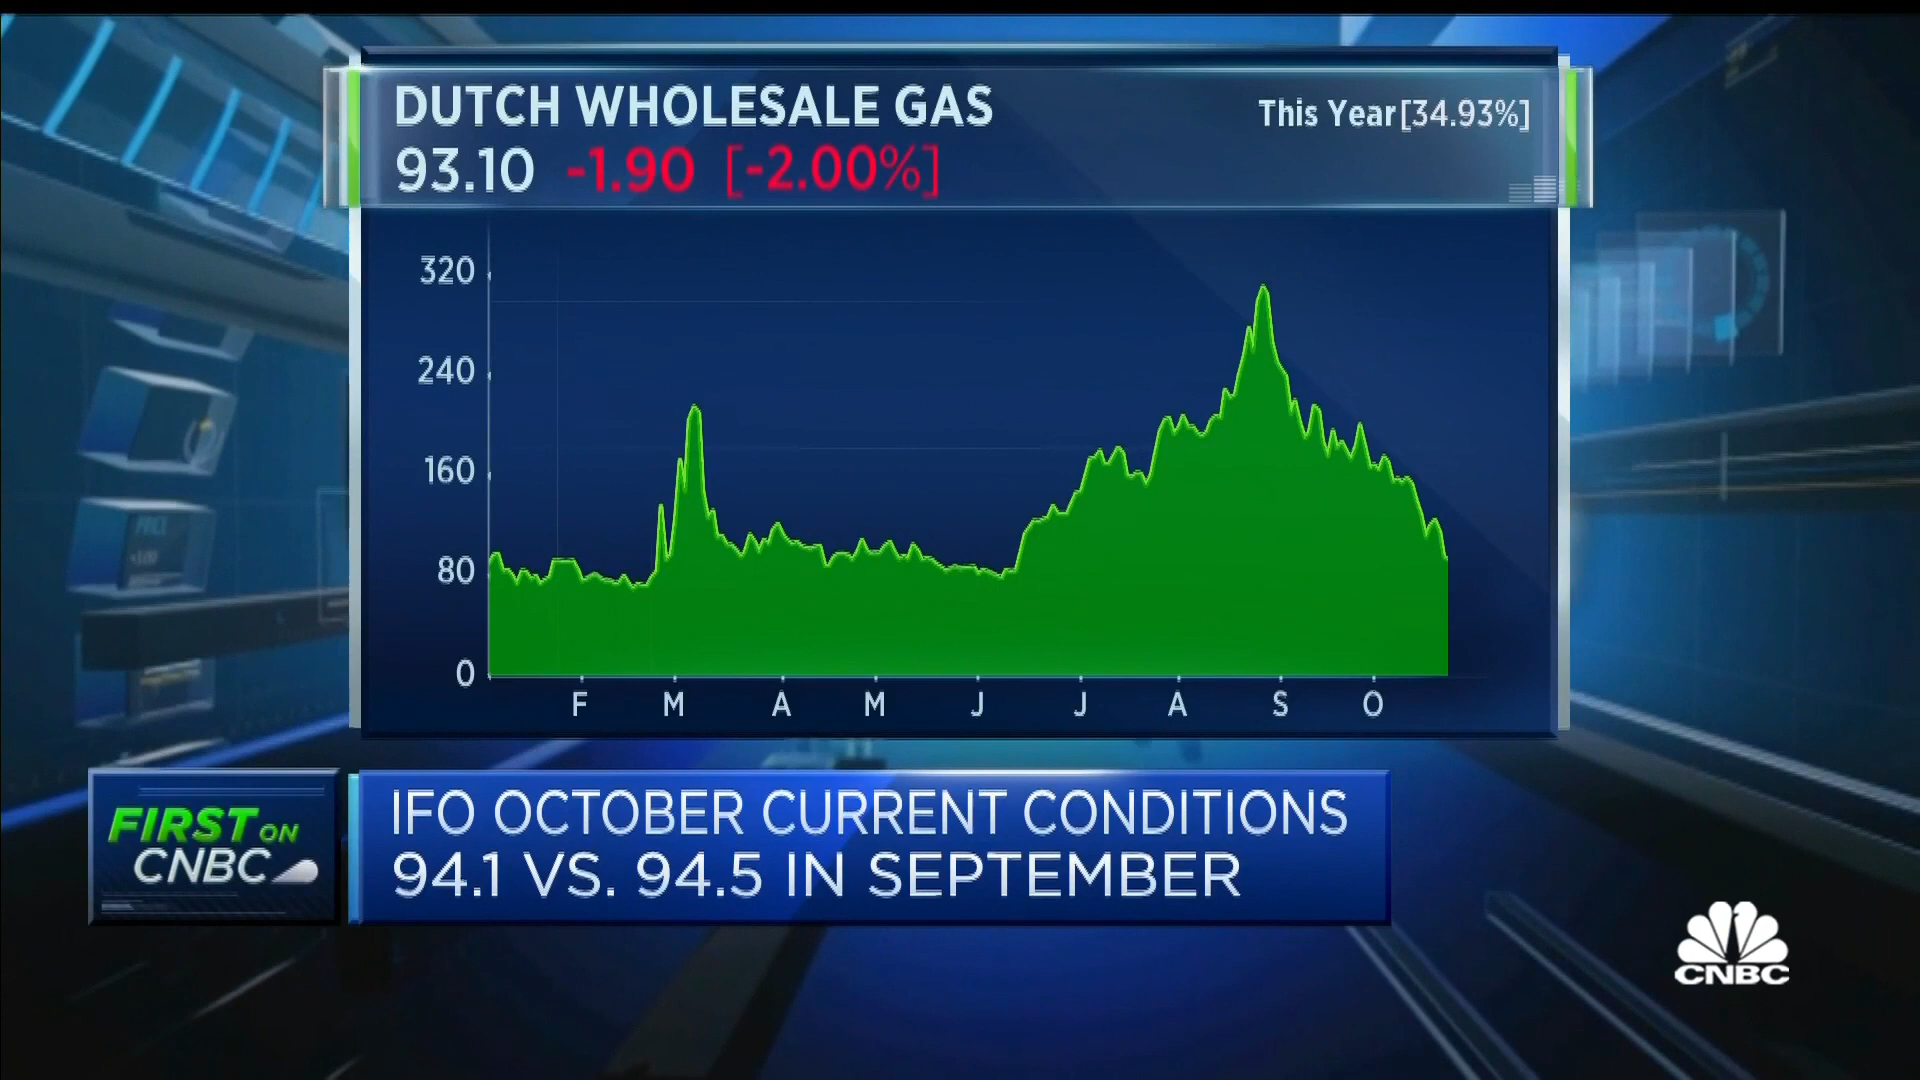 DUTCH WHOLESALE GAS
This Year[34.93%]
93.10 -1.90 [-2.00%]
320
240
160
80
0
F M A M J J A S O
FIRST ON
CNBC
IFO OCTOBER CURRENT CONDITIONS
94.1 VS. 94.5 IN SEPTEMBER
CNBC
PRICE